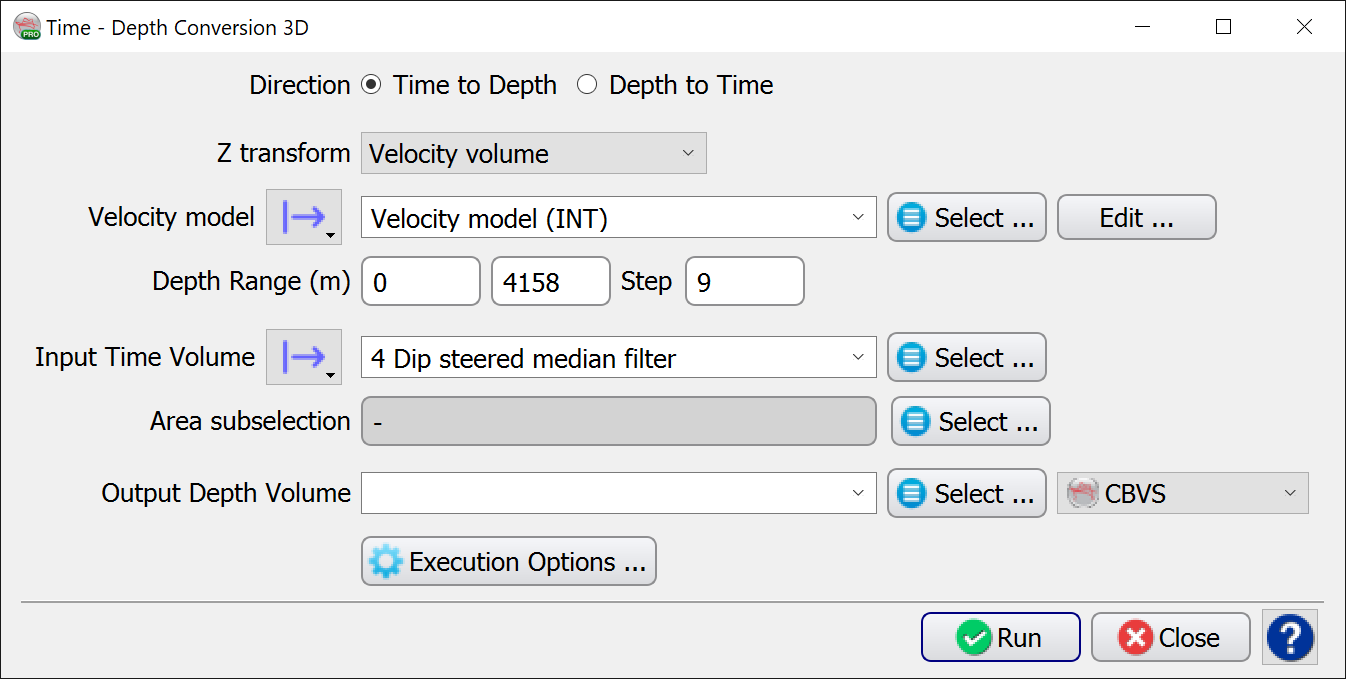 PRO Time - Depth Conversion 3D
Direction Time to Depth Depth to Time
Z transform Velocity volume
Velocity model Velocity model (INT) Select ... Edit ...
Depth Range (m) 0 4158 Step 9
Input Time Volume 4 Dip steered median filter Select ...
Area subselection - Select ...
Output Depth Volume Select ... CBVS
Execution Options ...
Run Close ?